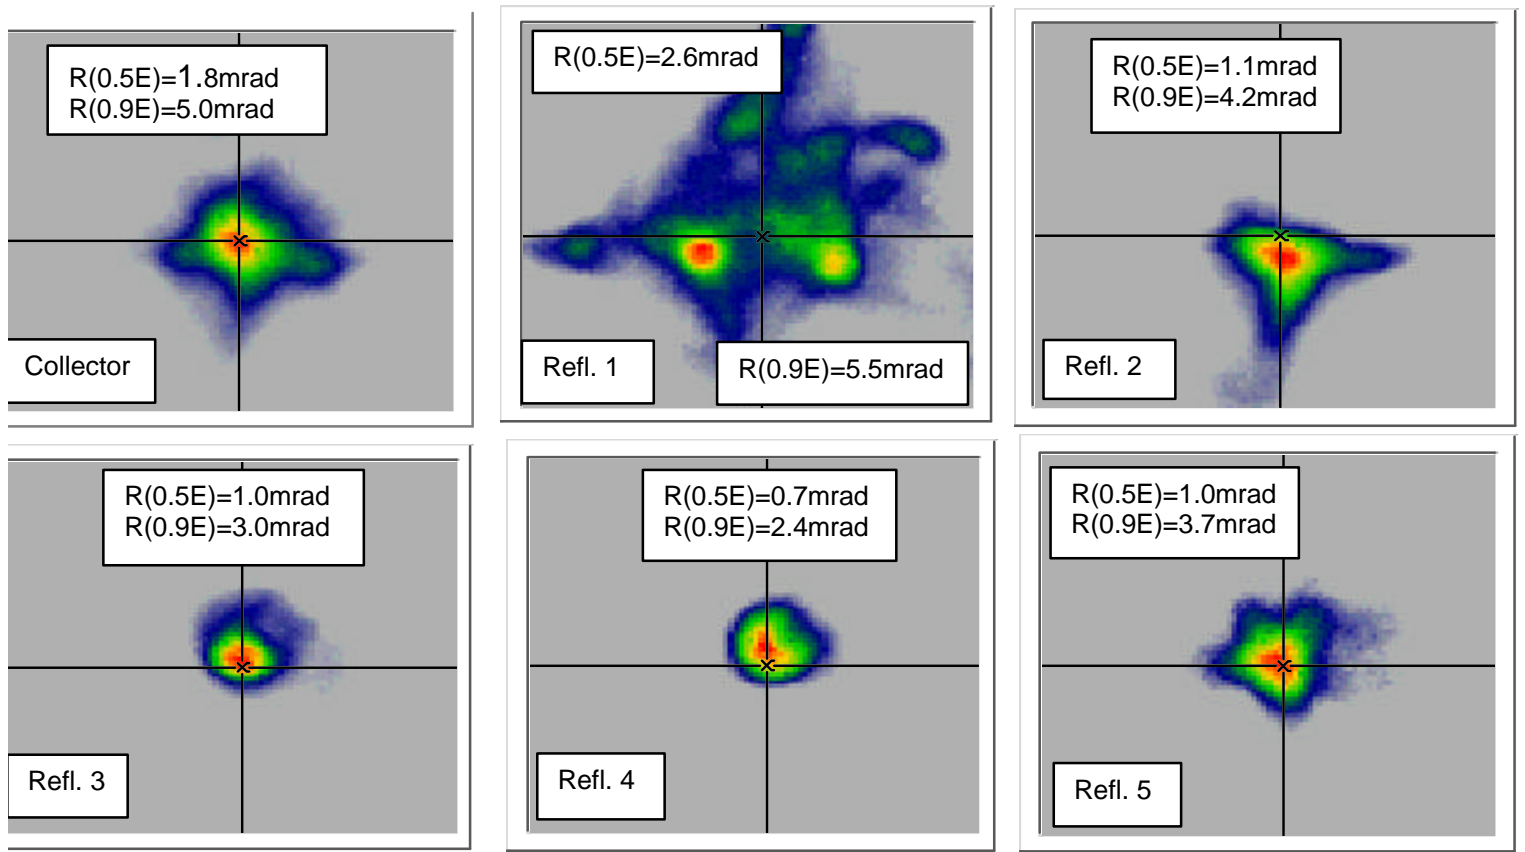 R(0.5E)=1.8mrad
R(0.9E)=5.0mrad
Collector
R(0.5E)=2.6mrad
Refl. 1
R(0.9E)=5.5mrad
R(0.5E)=1.1mrad
R(0.9E)=4.2mrad
Refl. 2
R(0.5E)=1.0mrad
R(0.9E)=3.0mrad
Refl. 3
R(0.5E)=0.7mrad
R(0.9E)=2.4mrad
Refl. 4
R(0.5E)=1.0mrad
R(0.9E)=3.7mrad
Refl. 5